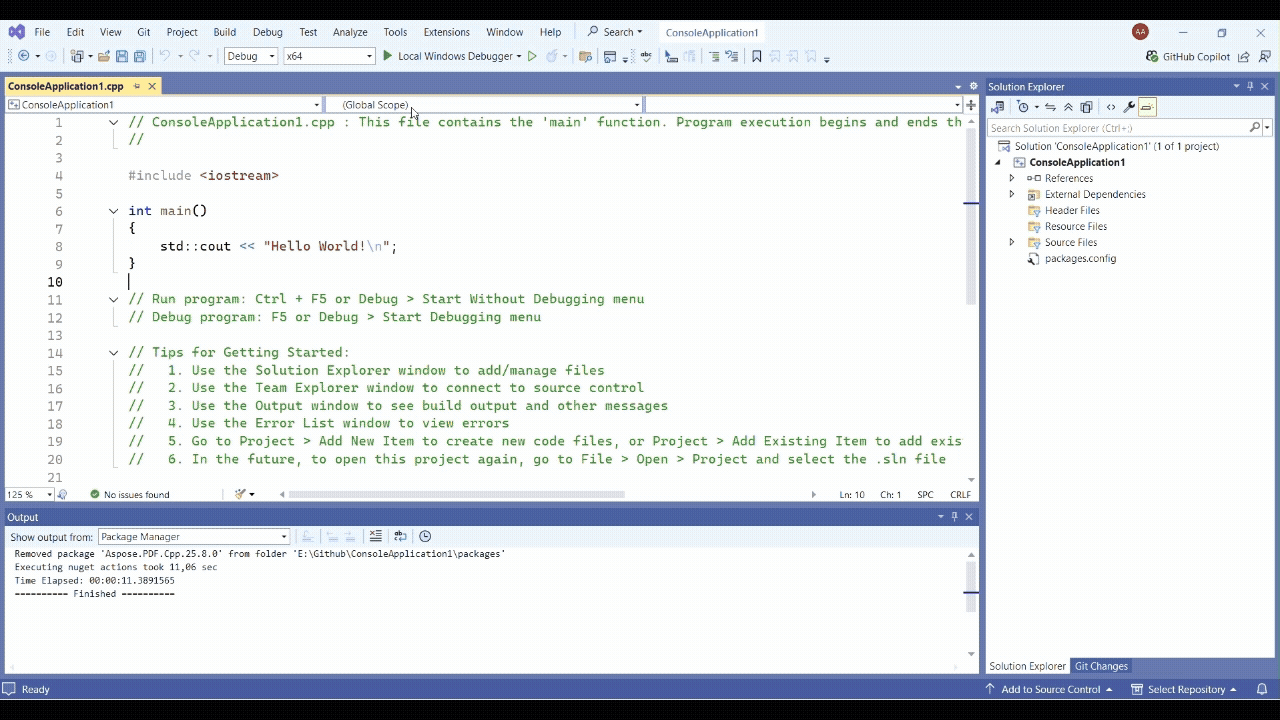 File Edit View Git Project Build Debug Test Analyze Tools Extensions Window Help Search ConsoleApplication1 AA
Debug x64 Local Windows Debugger GitHub Copilot
ConsoleApplication1.cpp
ConsoleApplication1 (Global Scope)
1 // ConsoleApplication1.cpp : This file contains the 'main' function. Program execution begins and ends th
2 //
3
4 #include <iostream>
5
6 int main()
7 {
8 std::cout << "Hello World!\n";
9 }
10
11 // Run program: Ctrl + F5 or Debug > Start Without Debugging menu
12 // Debug program: F5 or Debug > Start Debugging menu
13
14 // Tips for Getting Started:
15 // 1. Use the Solution Explorer window to add/manage files
16 // 2. Use the Team Explorer window to connect to source control
17 // 3. Use the Output window to see build output and other messages
18 // 4. Use the Error List window to view errors
19 // 5. Go to Project > Add New Item to create new code files, or Project > Add Existing Item to add exis
20 // 6. In the future, to open this project again, go to File > Open > Project and select the .sln file
21
125 % No issues found Ln: 10 Ch: 1 SPC CRLF
Output
Show output from: Package Manager
Removed package 'Aspose.PDF.Cpp.25.8.0' from folder 'E:\Github\ConsoleApplication1\packages'
Executing nuget actions took 11,06 sec
Time Elapsed: 00:00:11.3891565
---------- Finished ----------
Solution Explorer
Search Solution Explorer (Ctrl+;)
Solution 'ConsoleApplication1' (1 of 1 project)
ConsoleApplication1
References
External Dependencies
Header Files
Resource Files
Source Files
packages.config
Solution Explorer Git Changes
Ready Add to Source Control Select Repository